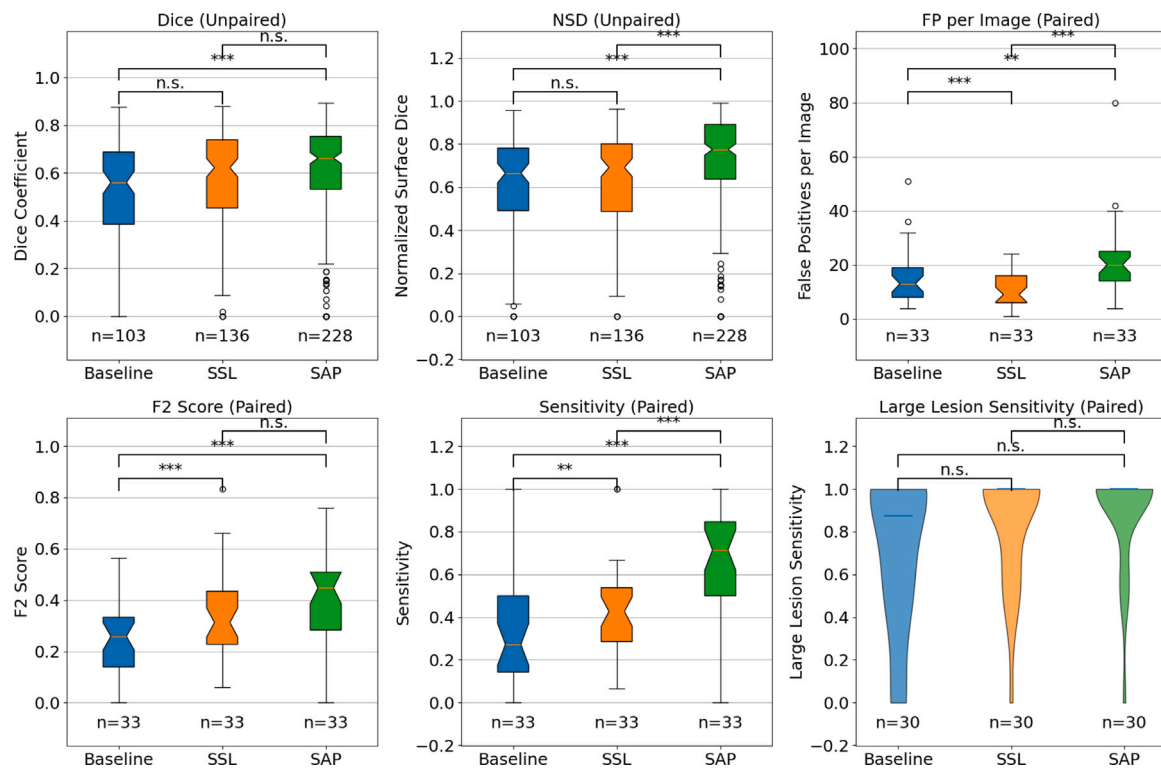 Dice (Unpaired)
n.s.
***
n.s.
1.0
0.8
0.6
0.4
0.2
0.0
Dice Coefficient
n=103
n=136
n=228
Baseline
SSL
SAP
NSD (Unpaired)
***
***
n.s.
1.2
1.0
0.8
0.6
0.4
0.2
0.0
−0.2
Normalized Surface Dice
n=103
n=136
n=228
Baseline
SSL
SAP
FP per Image (Paired)
***
**
***
100
80
60
40
20
0
False Positives per Image
n=33
n=33
n=33
Baseline
SSL
SAP
F2 Score (Paired)
n.s.
***
***
1.0
0.8
0.6
0.4
0.2
0.0
F2 Score
n=33
n=33
n=33
Baseline
SSL
SAP
Sensitivity (Paired)
***
***
**
1.2
1.0
0.8
0.6
0.4
0.2
0.0
−0.2
Sensitivity
n=33
n=33
n=33
Baseline
SSL
SAP
Large Lesion Sensitivity (Paired)
n.s.
n.s.
n.s.
1.2
1.0
0.8
0.6
0.4
0.2
0.0
−0.2
Large Lesion Sensitivity
n=30
n=30
n=30
Baseline
SSL
SAP